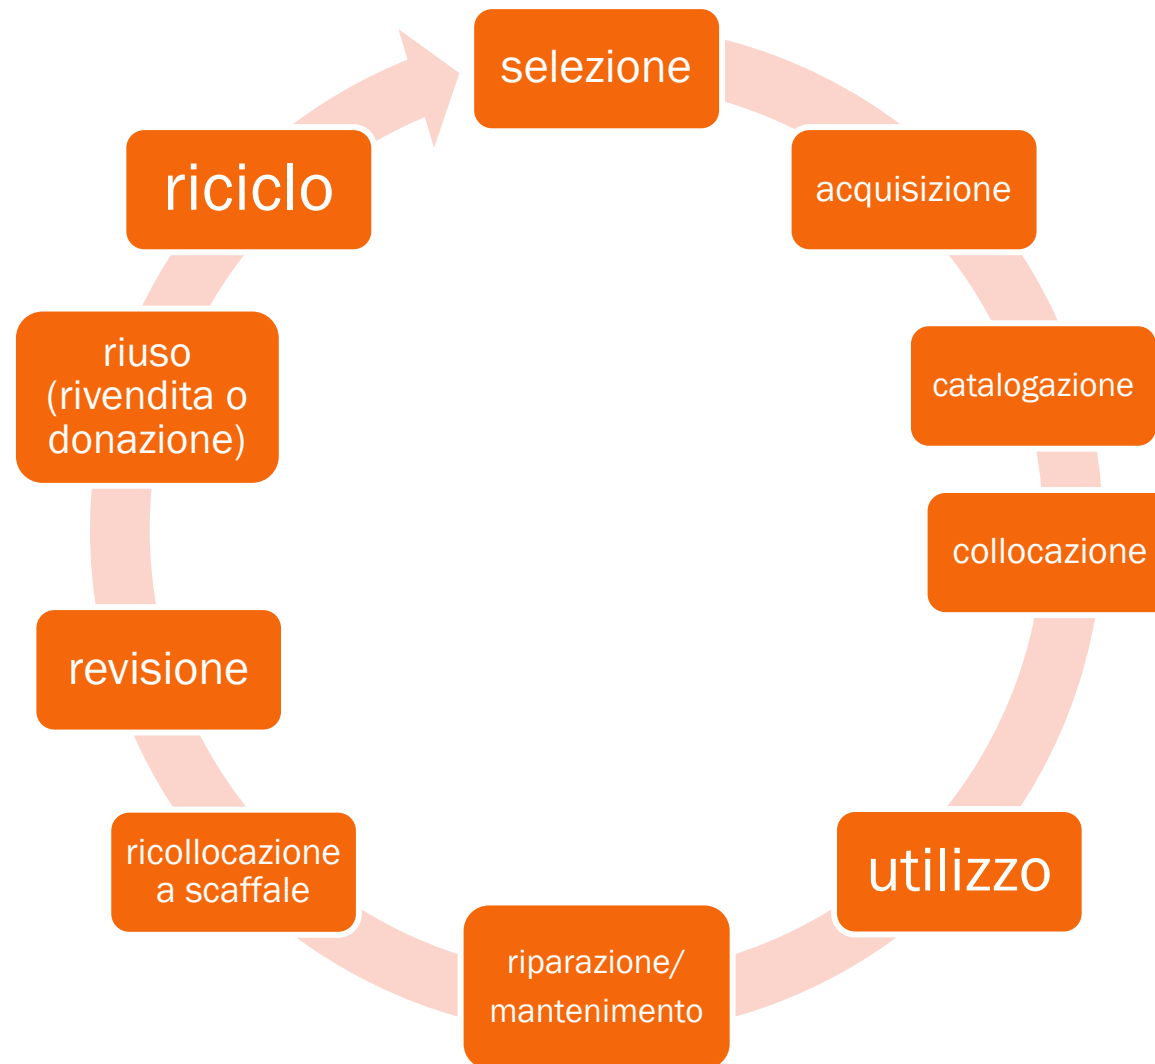 selezione
acquisizione
catalogazione
collocazione
utilizzo
riparazione/
mantenimento
ricollocazione
a scaffale
revisione
riuso
(rivendita o
donazione)
riciclo